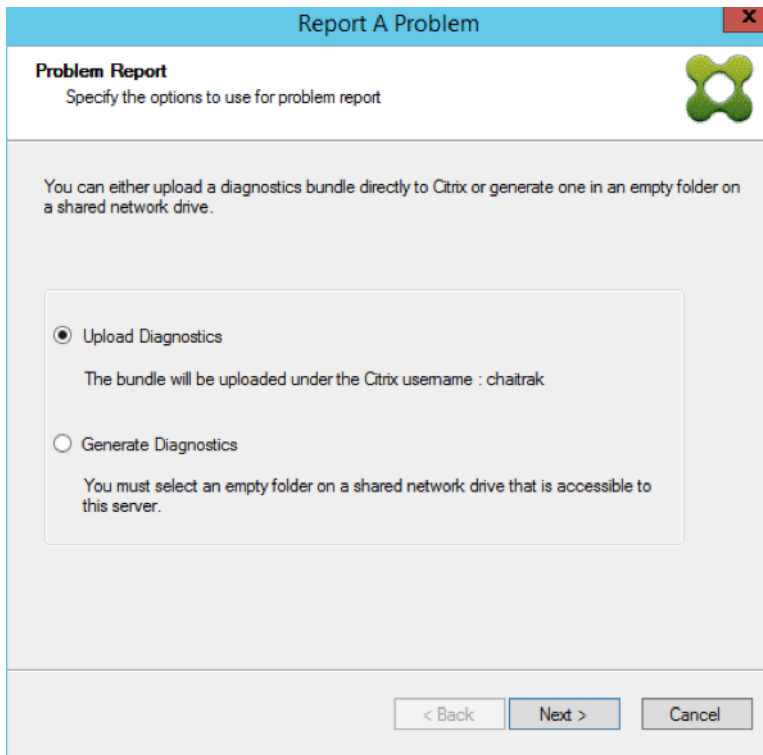 Report A Problem
x
Problem Report
Specify the options to use for problem report
You can either upload a diagnostics bundle directly to Citrix or generate one in an empty folder on
a shared network drive.
Upload Diagnostics
The bundle will be uploaded under the Citrix username : chaitrak
Generate Diagnostics
You must select an empty folder on a shared network drive that is accessible to
this server.
< Back Next > Cancel